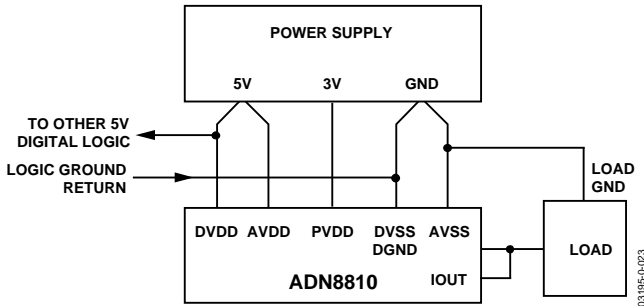 POWER SUPPLY
5V 3V GND
TO OTHER 5V
DIGITAL LOGIC
LOGIC GROUND
RETURN
LOAD
GND
DVDD AVDD PVDD DVSS AVSS
DGND
LOAD
ADN8810 IOUT
03195-0-023